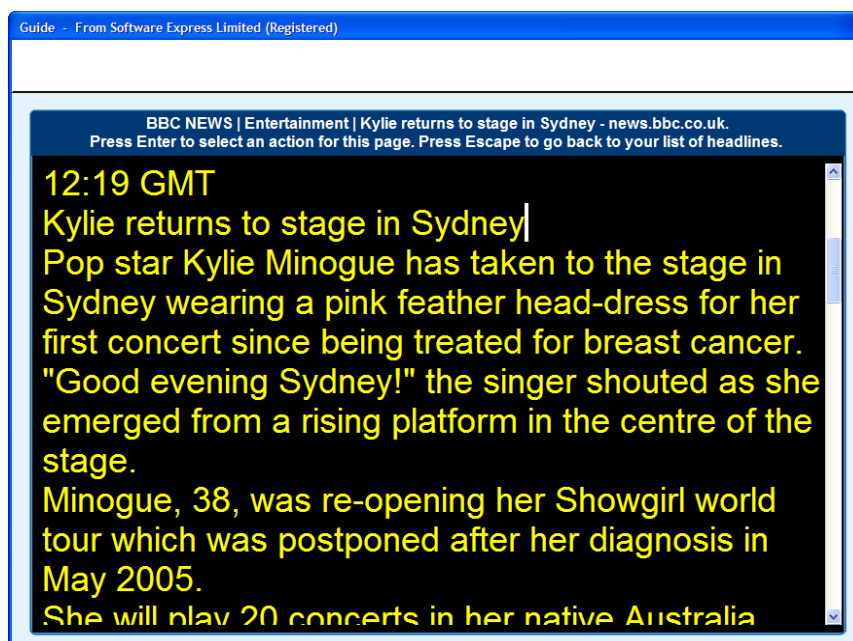 Guide - From Software Express Limited (Registered)
BBC NEWS | Entertainment | Kylie returns to stage in Sydney - news.bbc.co.uk.
Press Enter to select an action for this page. Press Escape to go back to your list of headlines.
12:19 GMT
Kylie returns to stage in Sydney
Pop star Kylie Minogue has taken to the stage in
Sydney wearing a pink feather head-dress for her
first concert since being treated for breast cancer.
"Good evening Sydney!" the singer shouted as she
emerged from a rising platform in the centre of the
stage.
Minogue, 38, was re-opening her Showgirl world
tour which was postponed after her diagnosis in
May 2005.
She will play 20 concerts in her native Australia